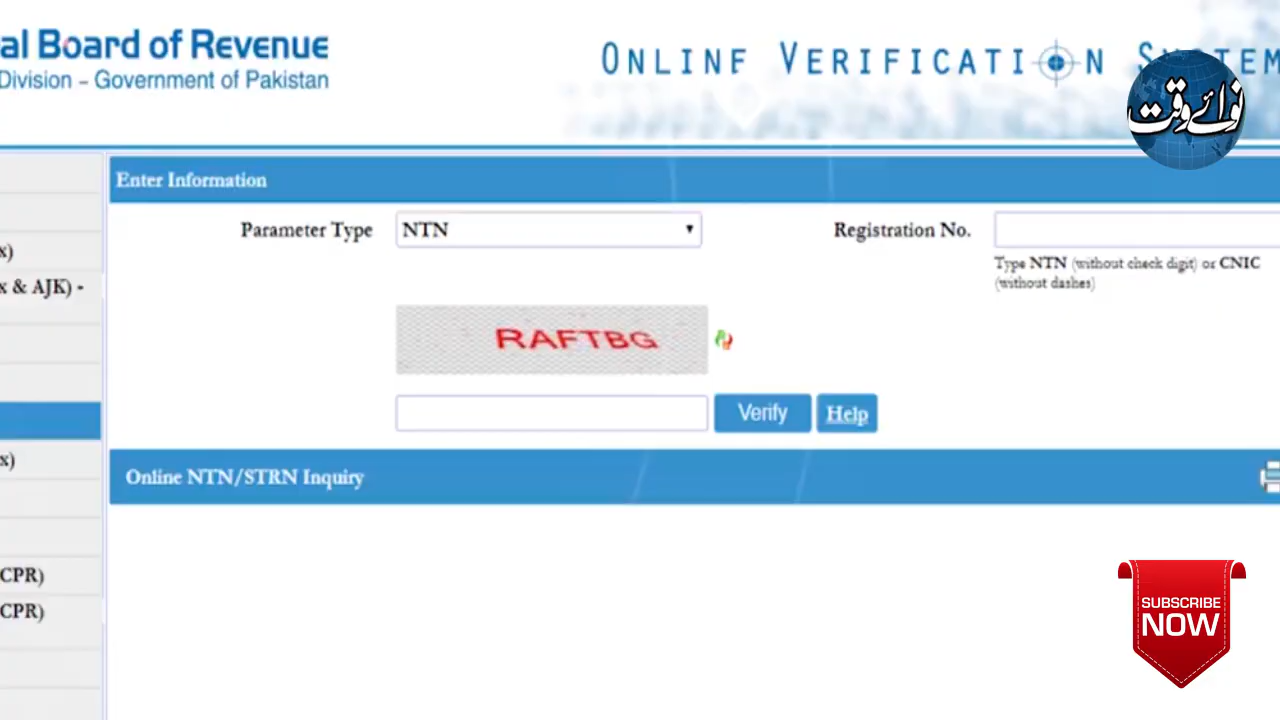 al Board of Revenue
Division – Government of Pakistan
ONLINE VERIFICATION SYSTEM
نوائے وقت
Enter Information
Parameter Type NTN Registration No.
Type NTN (without check digit) or CNIC
(without dashes)
x)
x & AJK) -
RAFTBG
Verify Help
x)
Online NTN/STRN Inquiry
CPR)
CPR)
SUBSCRIBE
NOW